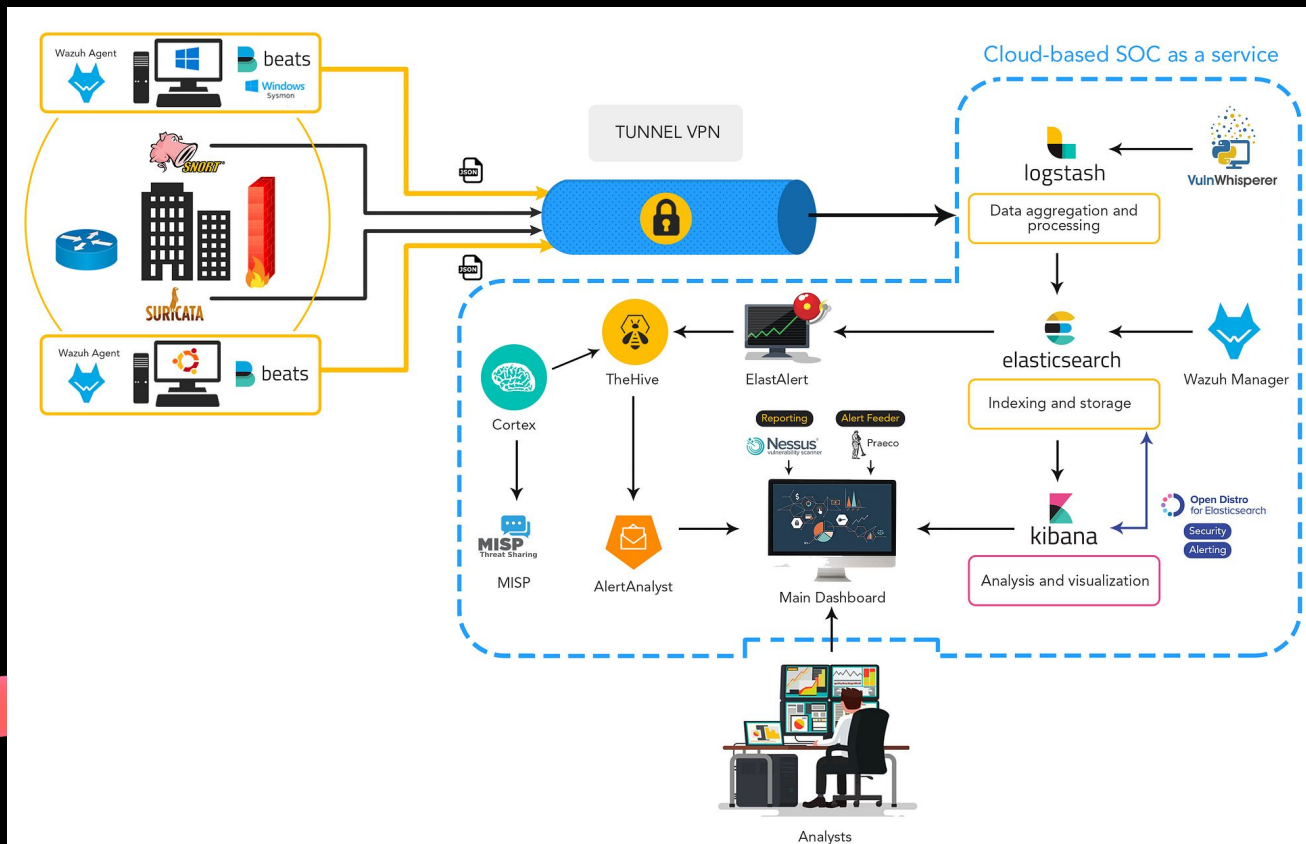 Wazuh Agent
beats
Windows
Sysmon
SNORT
SURICATA
Wazuh Agent
beats
JSON
JSON
TUNNEL VPN
Cloud-based SOC as a service
logstash
VulnWhisperer
Data aggregation and
processing
elasticsearch
Wazuh Manager
Indexing and storage
TheHive
ElastAlert
Cortex
Reporting
Alert Feeder
Nessus
vulnerability scanner
Praeco
Open Distro
for Elasticsearch
Security
Alerting
kibana
Analysis and visualization
MISP
Threat Sharing
MISP
AlertAnalyst
Main Dashboard
Analysts